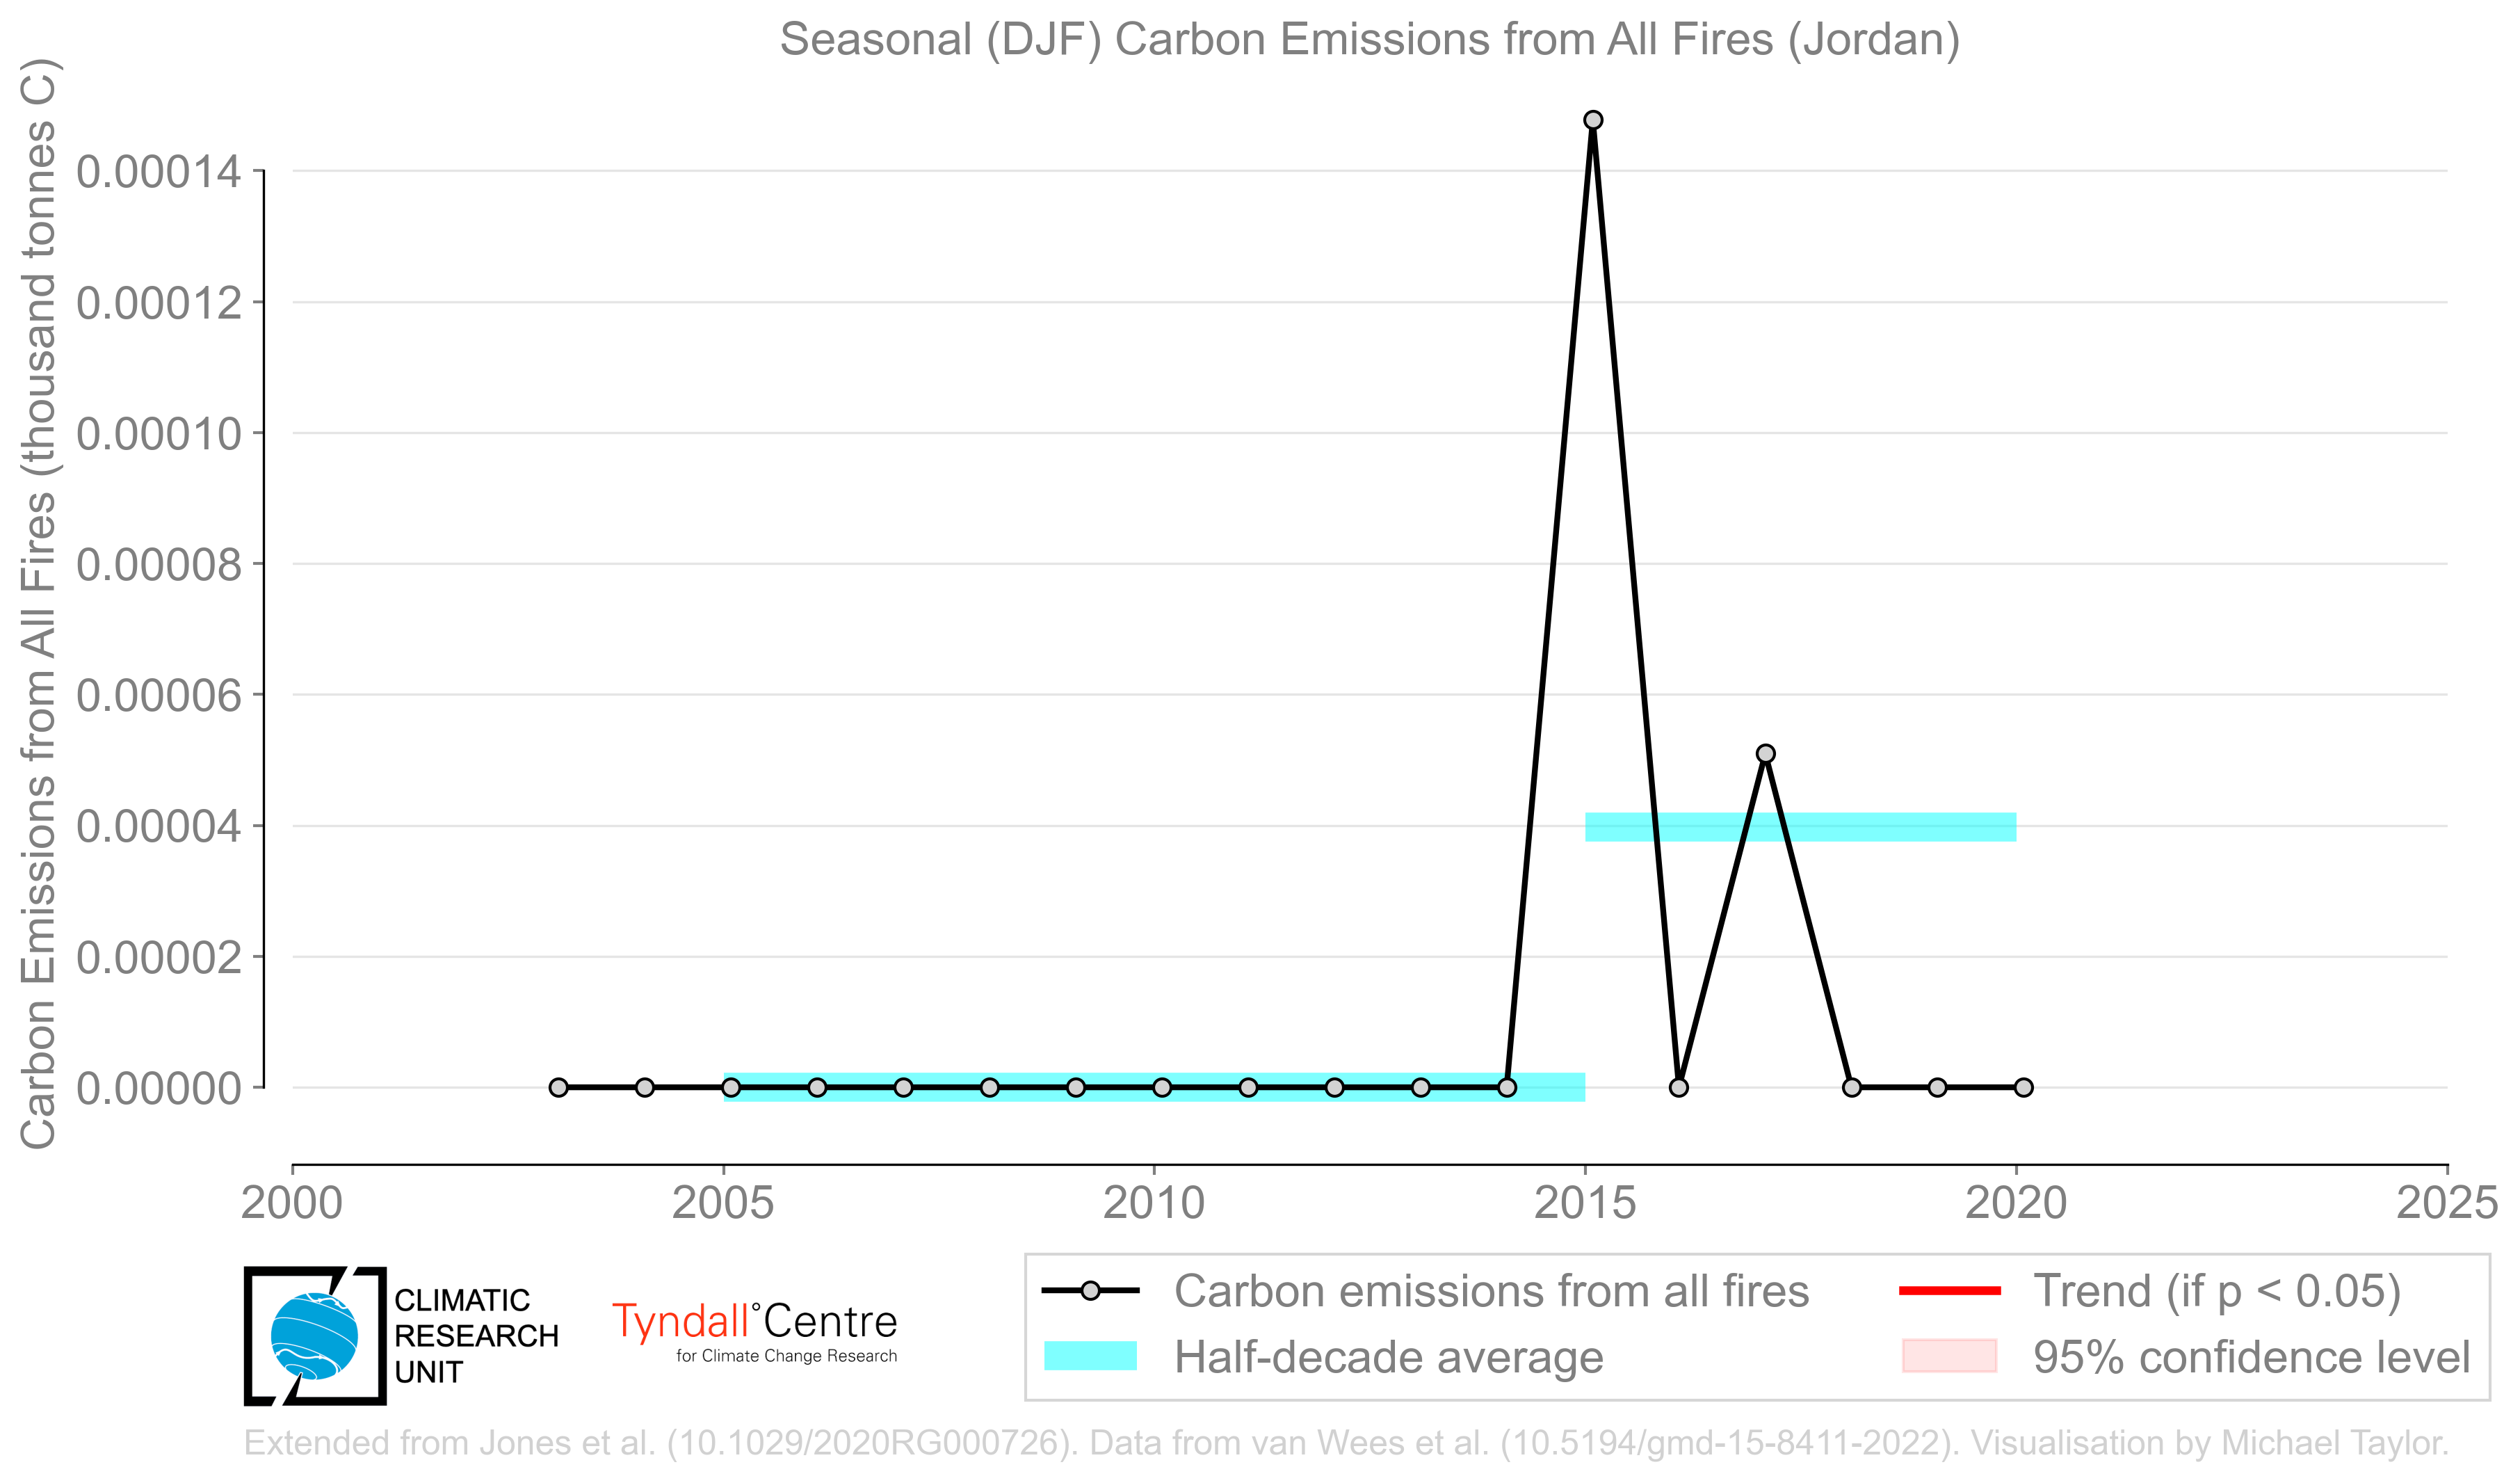 Seasonal (DJF) Carbon Emissions from All Fires (Jordan)
Carbon Emissions from All Fires (thousand tonnes C)
0.00014
0.00012
0.00010
0.00008
0.00006
0.00004
0.00002
0.00000
2000 2005 2010 2015 2020 2025
CLIMATIC
RESEARCH
UNIT
Tyndall°Centre
for Climate Change Research
Carbon emissions from all fires
Half-decade average
Trend (if p < 0.05)
95% confidence level
Extended from Jones et al. (10.1029/2020RG000726). Data from van Wees et al. (10.5194/gmd-15-8411-2022). Visualisation by Michael Taylor.